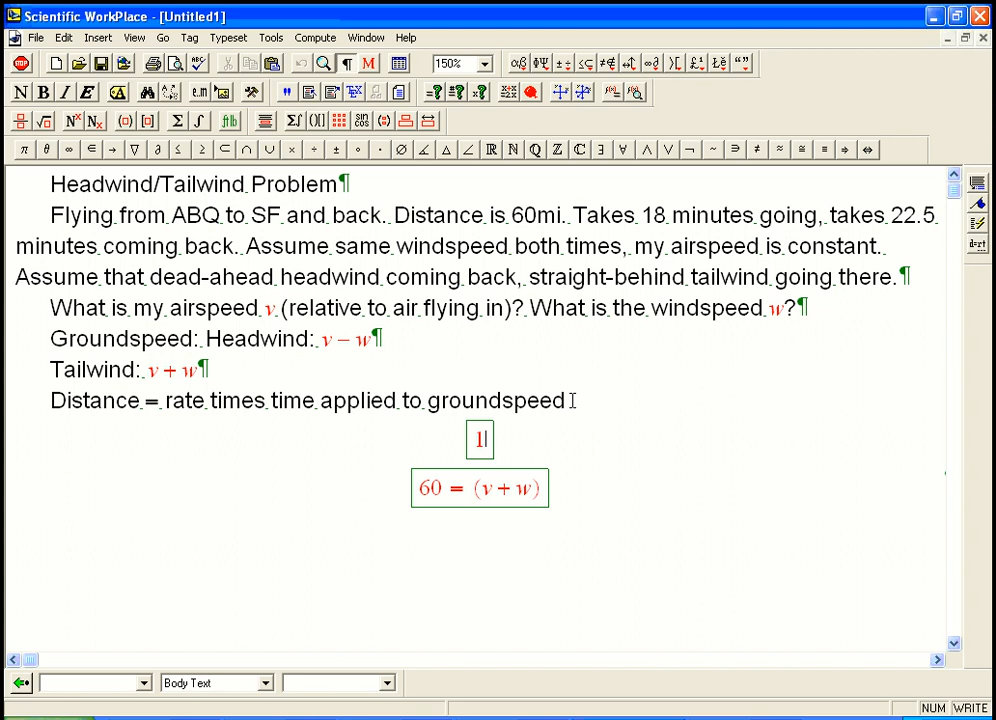 Scientific WorkPlace - [Untitled1]
File Edit Insert View Go Tag Typeset Tools Compute Window Help
150%
Headwind/Tailwind Problem¶
Flying from ABQ to SF and back. Distance is 60mi. Takes 18 minutes going, takes 22.5
minutes coming back. Assume same windspeed both times, my airspeed is constant.
Assume that dead-ahead headwind coming back, straight-behind tailwind going there.¶
What is my airspeed v (relative to air flying in)? What is the windspeed w?¶
Groundspeed: Headwind: v − w¶
Tailwind: v + w¶
Distance = rate times time applied to groundspeed
1
60 = (v + w)
Body Text
NUM WRITE